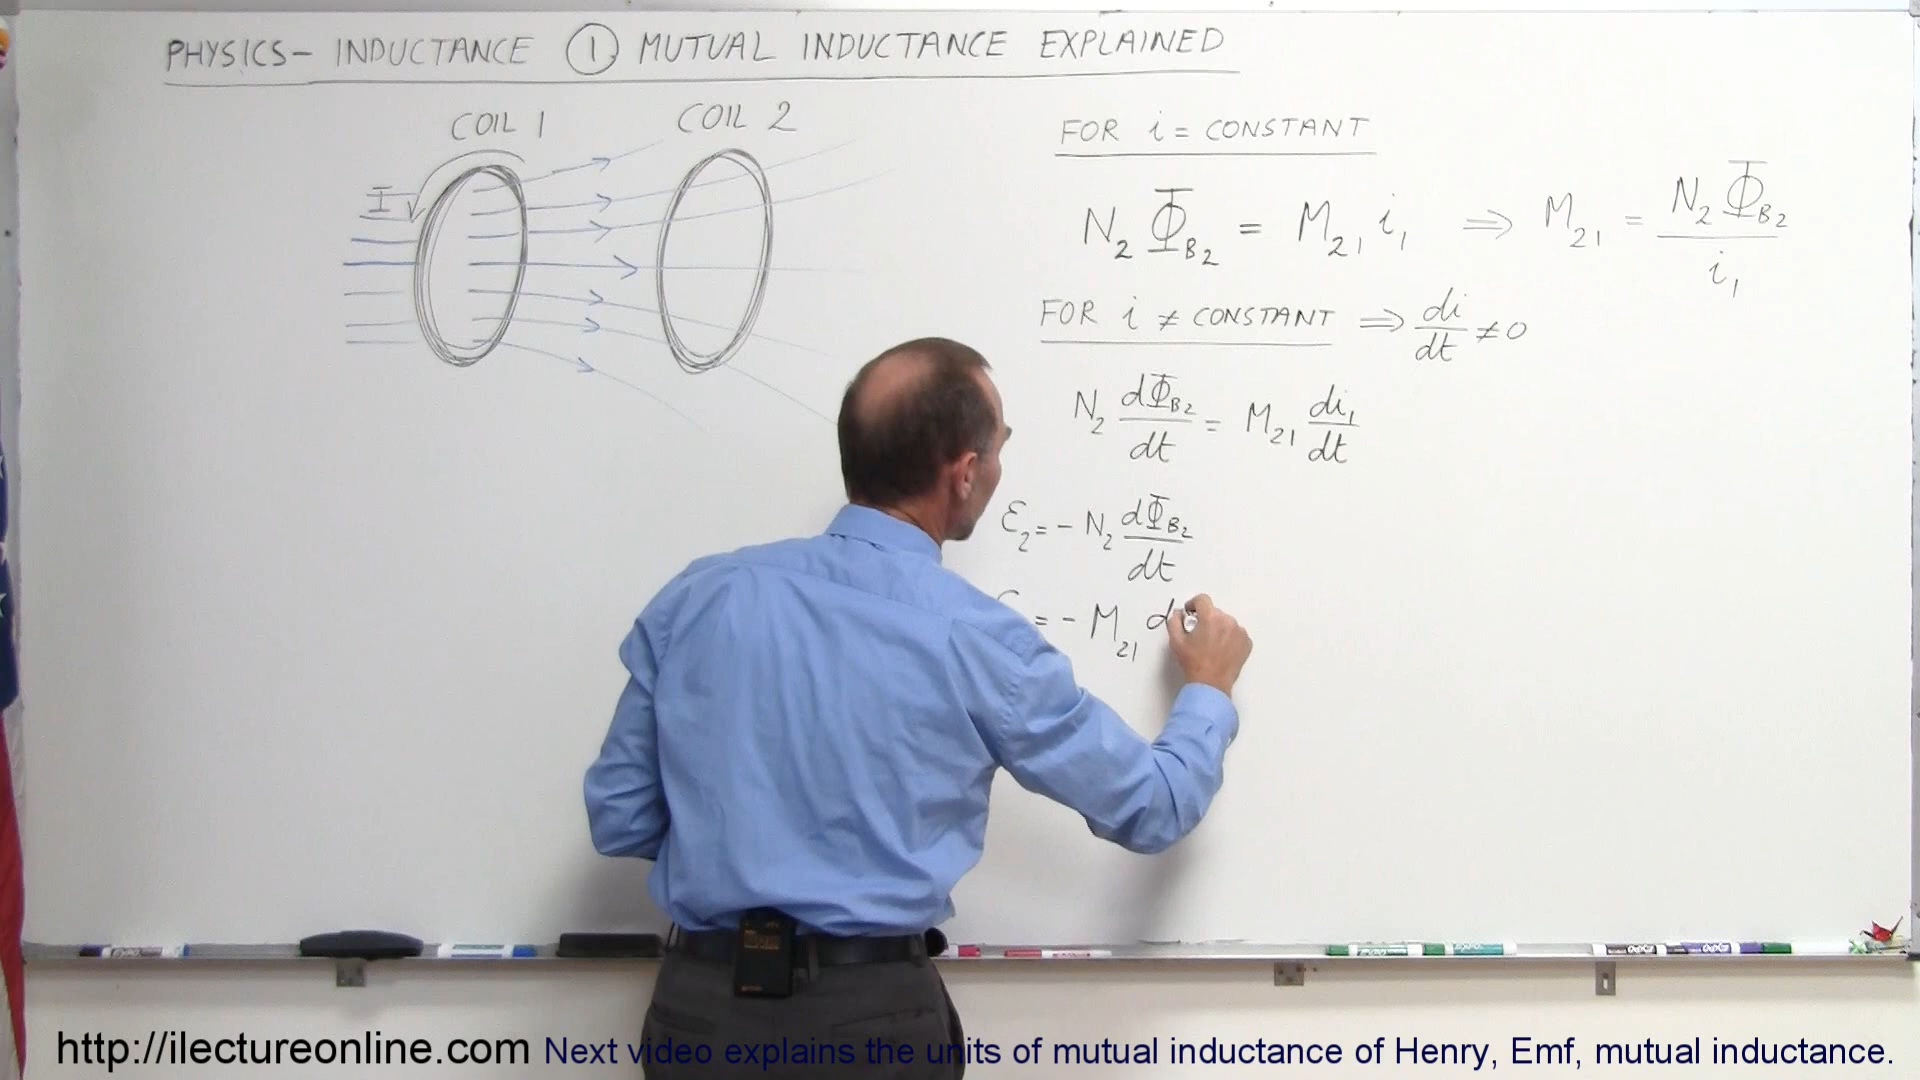 PHYSICS- INDUCTANCE ① MUTUAL INDUCTANCE EXPLAINED
COIL 1
COIL 2
I
FOR i = CONSTANT
N₂ Φ_B₂ = M₂₁ i₁ ⇒ M₂₁ = N₂ Φ_B₂ / i₁
FOR i ≠ CONSTANT ⇒ di/dt ≠ 0
N₂ dΦ_B₂/dt = M₂₁ di₁/dt
ε₂ = - N₂ dΦ_B₂/dt
= - M₂₁ d
http://ilectureonline.com Next video explains the units of mutual inductance of Henry, Emf, mutual inductance.